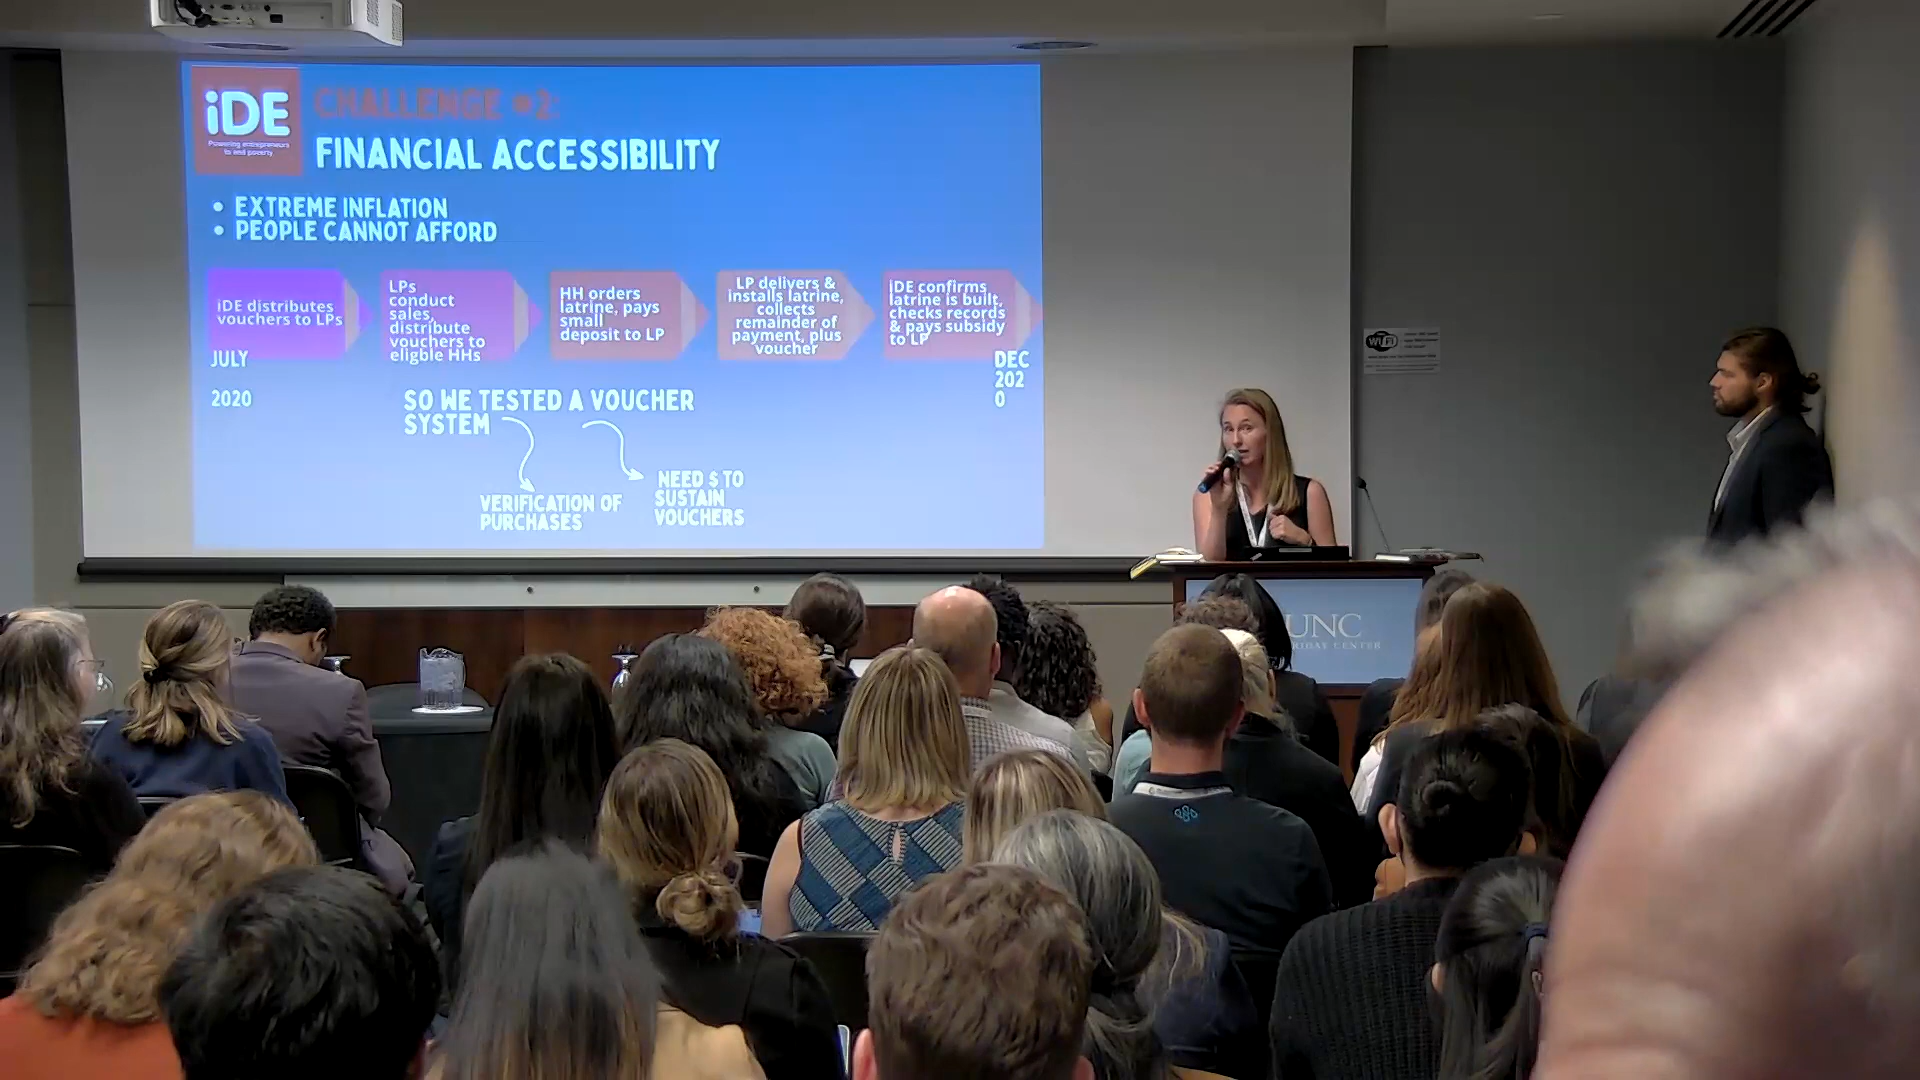 iDE
Powering entrepreneurs
to end poverty
CHALLENGE #2:
FINANCIAL ACCESSIBILITY
• EXTREME INFLATION
• PEOPLE CANNOT AFFORD
iDE distributes
vouchers to LPs
LPs
conduct
sales,
distribute
vouchers to
eligble HHs
HH orders
latrine, pays
small
deposit to LP
LP delivers &
installs latrine,
collects
remainder of
payment, plus
voucher
iDE confirms
latrine is built,
checks records
& pays subsidy
to LP
JULY
2020
DEC
202
0
SO WE TESTED A VOUCHER
SYSTEM
VERIFICATION OF
PURCHASES
NEED $ TO
SUSTAIN
VOUCHERS
WiFi
UNC
CENTER